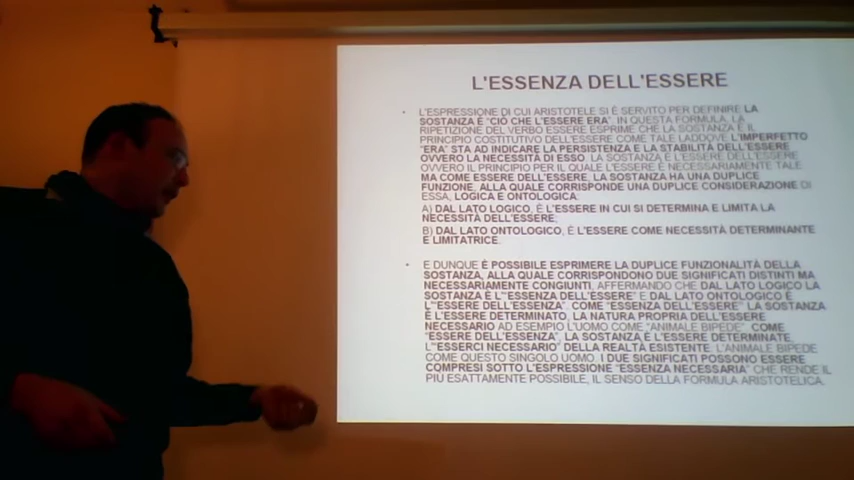 L'ESSENZA DELL'ESSERE
• L'ESPRESSIONE DI CUI ARISTOTELE SI È SERVITO PER DEFINIRE LA
SOSTANZA È "CIÒ CHE L'ESSERE ERA". IN QUESTA FORMULA, LA
RIPETIZIONE DEL VERBO ESSERE ESPRIME CHE LA SOSTANZA È IL
PRINCIPIO COSTITUTIVO DELL'ESSERE COME TALE LADDOVE L'IMPERFETTO
"ERA" STA AD INDICARE LA PERSISTENZA E LA STABILITÀ DELL'ESSERE
OVVERO LA NECESSITÀ DI ESSO. LA SOSTANZA È L'ESSERE DELL'ESSERE
OVVERO IL PRINCIPIO PER IL QUALE L'ESSERE È NECESSARIAMENTE TALE.
MA COME ESSERE DELL'ESSERE, LA SOSTANZA HA UNA DUPLICE
FUNZIONE, ALLA QUALE CORRISPONDE UNA DUPLICE CONSIDERAZIONE DI
ESSA, LOGICA E ONTOLOGICA.
A) DAL LATO LOGICO, È L'ESSERE IN CUI SI DETERMINA E LIMITA LA
NECESSITÀ DELL'ESSERE;
B) DAL LATO ONTOLOGICO, È L'ESSERE COME NECESSITÀ DETERMINANTE
E LIMITATRICE.
• E DUNQUE È POSSIBILE ESPRIMERE LA DUPLICE FUNZIONALITÀ DELLA
SOSTANZA, ALLA QUALE CORRISPONDONO DUE SIGNIFICATI DISTINTI MA
NECESSARIAMENTE CONGIUNTI, AFFERMANDO CHE DAL LATO LOGICO LA
SOSTANZA È L'"ESSENZA DELL'ESSERE" E DAL LATO ONTOLOGICO È
L'"ESSERE DELL'ESSENZA". COME "ESSENZA DELL'ESSERE" LA SOSTANZA
È L'ESSERE DETERMINATO, LA NATURA PROPRIA DELL'ESSERE
NECESSARIO AD ESEMPIO L'UOMO COME "ANIMALE BIPEDE". COME
"ESSERE DELL'ESSENZA", LA SOSTANZA È L'ESSERE DETERMINATE,
L'"ESSERCI NECESSARIO" DELLA REALTÀ ESISTENTE. L'ANIMALE BIPEDE
COME QUESTO SINGOLO UOMO. I DUE SIGNIFICATI POSSONO ESSERE
COMPRESI SOTTO L'ESPRESSIONE "ESSENZA NECESSARIA" CHE RENDE IL
PIÙ ESATTAMENTE POSSIBILE, IL SENSO DELLA FORMULA ARISTOTELICA.